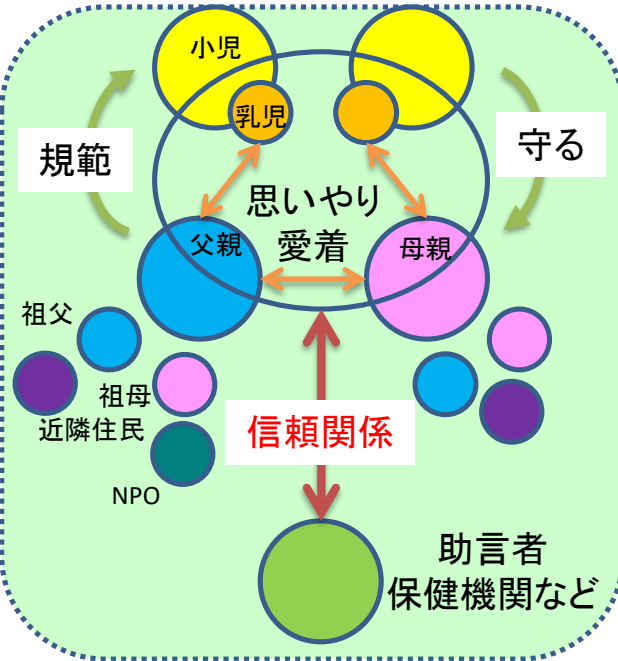 小児
乳児
規範
守る
思いやり
愛着
父親
母親
祖父
祖母
近隣住民
NPO
信頼関係
助言者
保健機関など